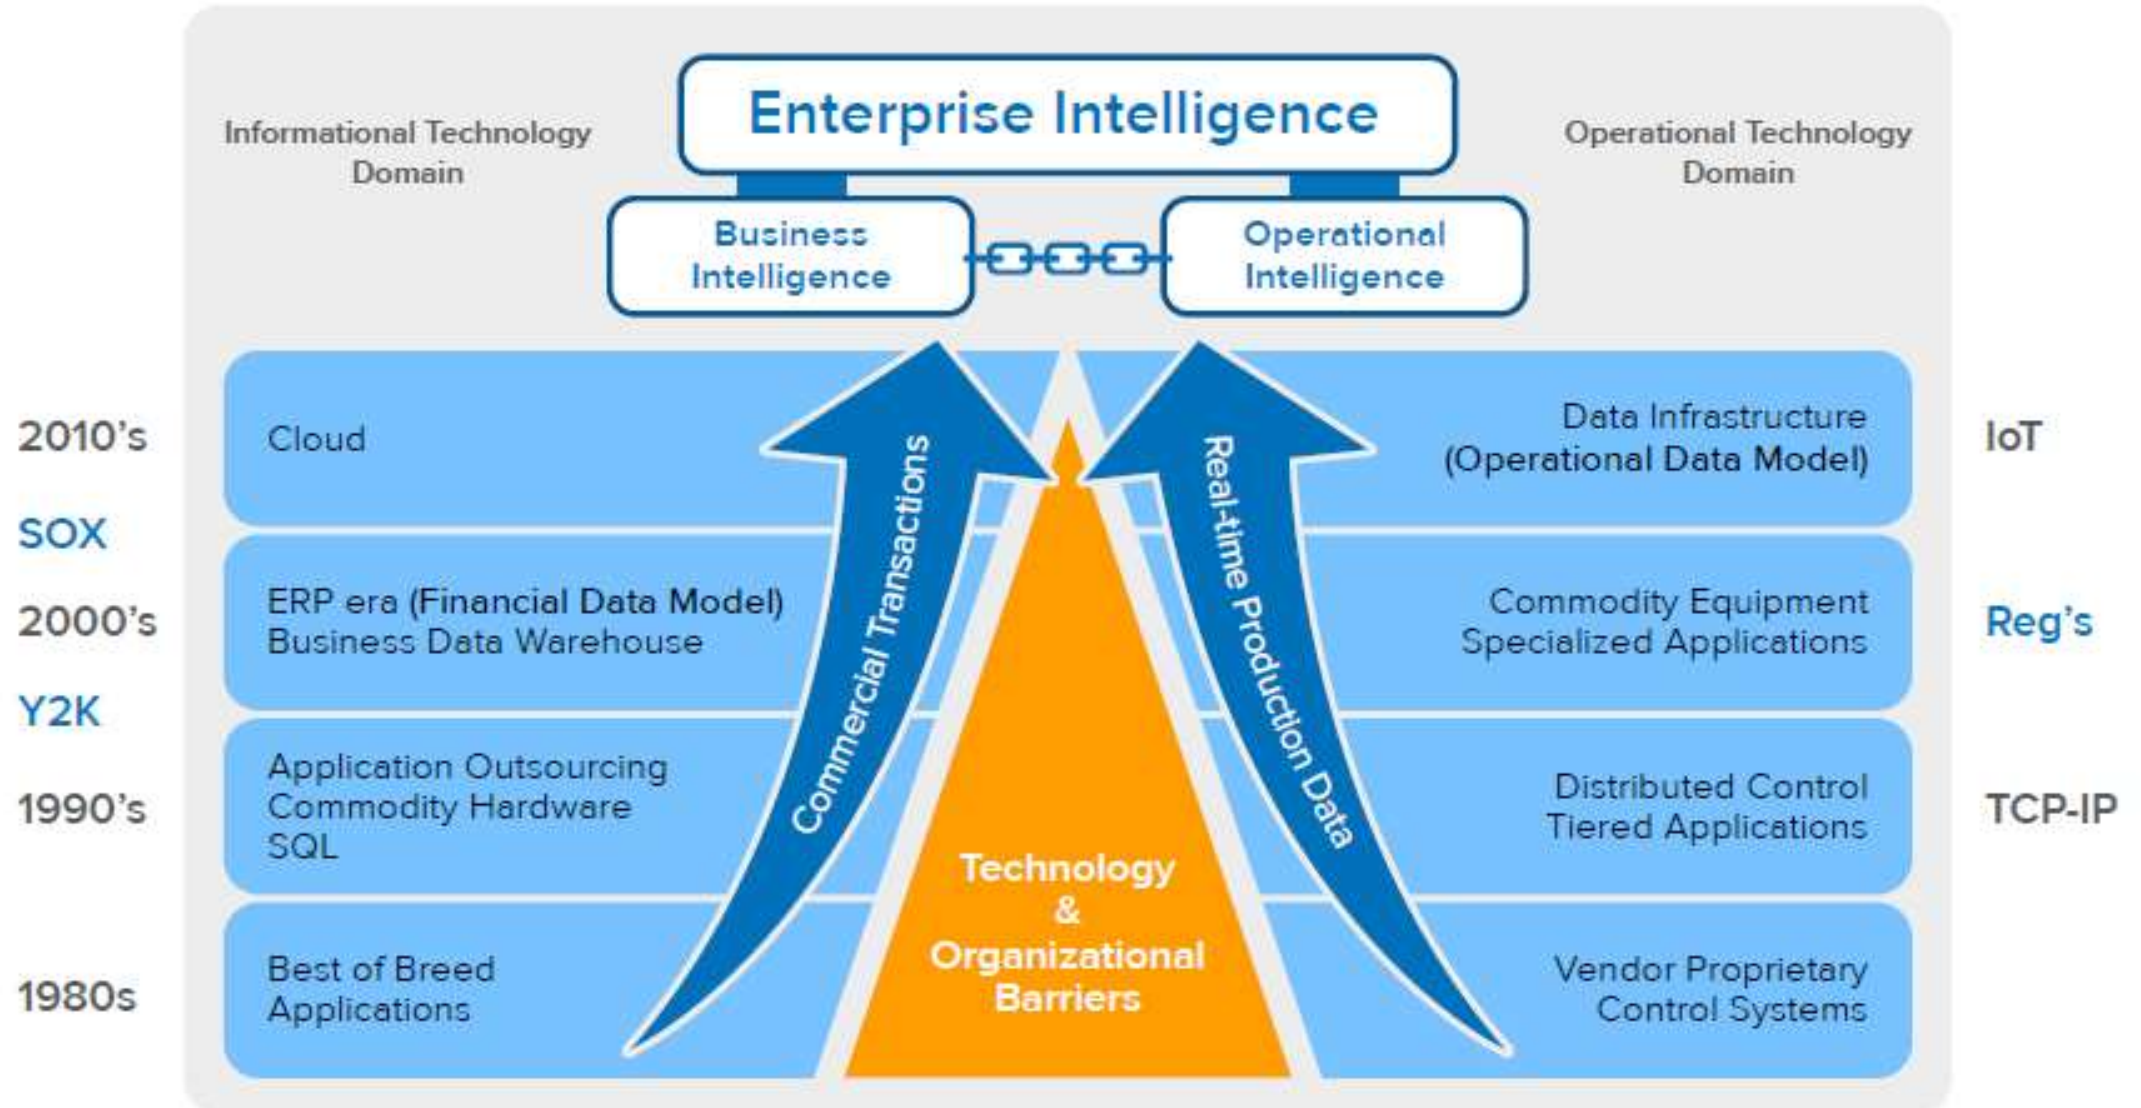 Enterprise Intelligence
Informational Technology
Domain
Operational Technology
Domain
Business
Intelligence
Operational
Intelligence
2010's
Cloud
Data Infrastructure
(Operational Data Model)
IoT
SOX
2000's
ERP era (Financial Data Model)
Business Data Warehouse
Commodity Equipment
Specialized Applications
Reg's
Y2K
1990's
Application Outsourcing
Commodity Hardware
SQL
Distributed Control
Tiered Applications
TCP-IP
1980s
Best of Breed
Applications
Vendor Proprietary
Control Systems
Commercial Transactions
Real-time Production Data
Technology
&
Organizational
Barriers